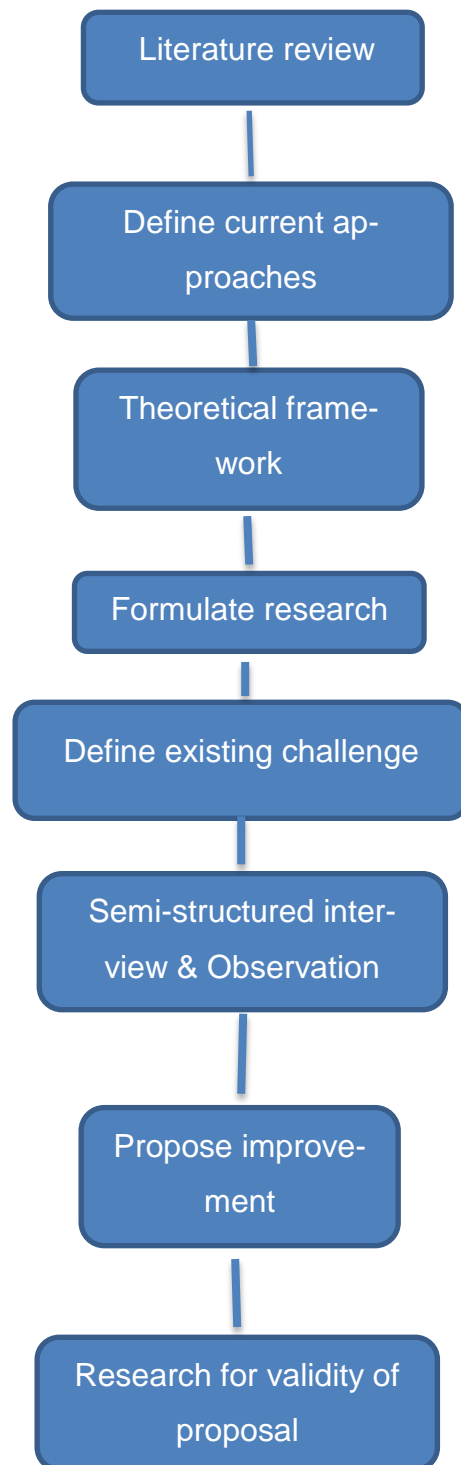 Literature review
Define current ap-
proaches
Theoretical frame-
work
Formulate research
Define existing challenge
Semi-structured inter-
view & Observation
Propose improve-
ment
Research for validity of
proposal